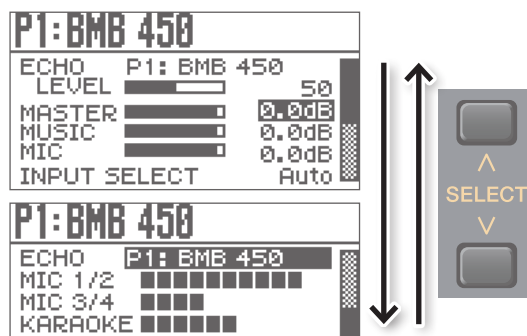 P1:BMB 450
ECHO P1: BMB 450
LEVEL 50
MASTER 0.0dB
MUSIC 0.0dB
MIC 0.0dB
INPUT SELECT Auto
P1:BMB 450
ECHO P1: BMB 450
MIC 1/2
MIC 3/4
KARAOKE
SELECT